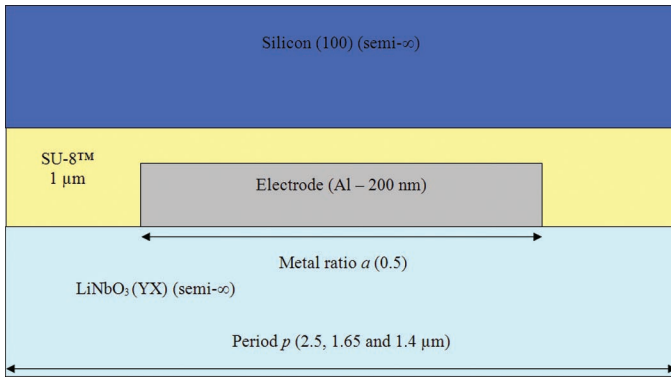 Silicon (100) (semi-∞)
SU-8™
1 µm
Electrode (Al – 200 nm)
Metal ratio a (0.5)
LiNbO₃ (YX) (semi-∞)
Period p (2.5, 1.65 and 1.4 µm)